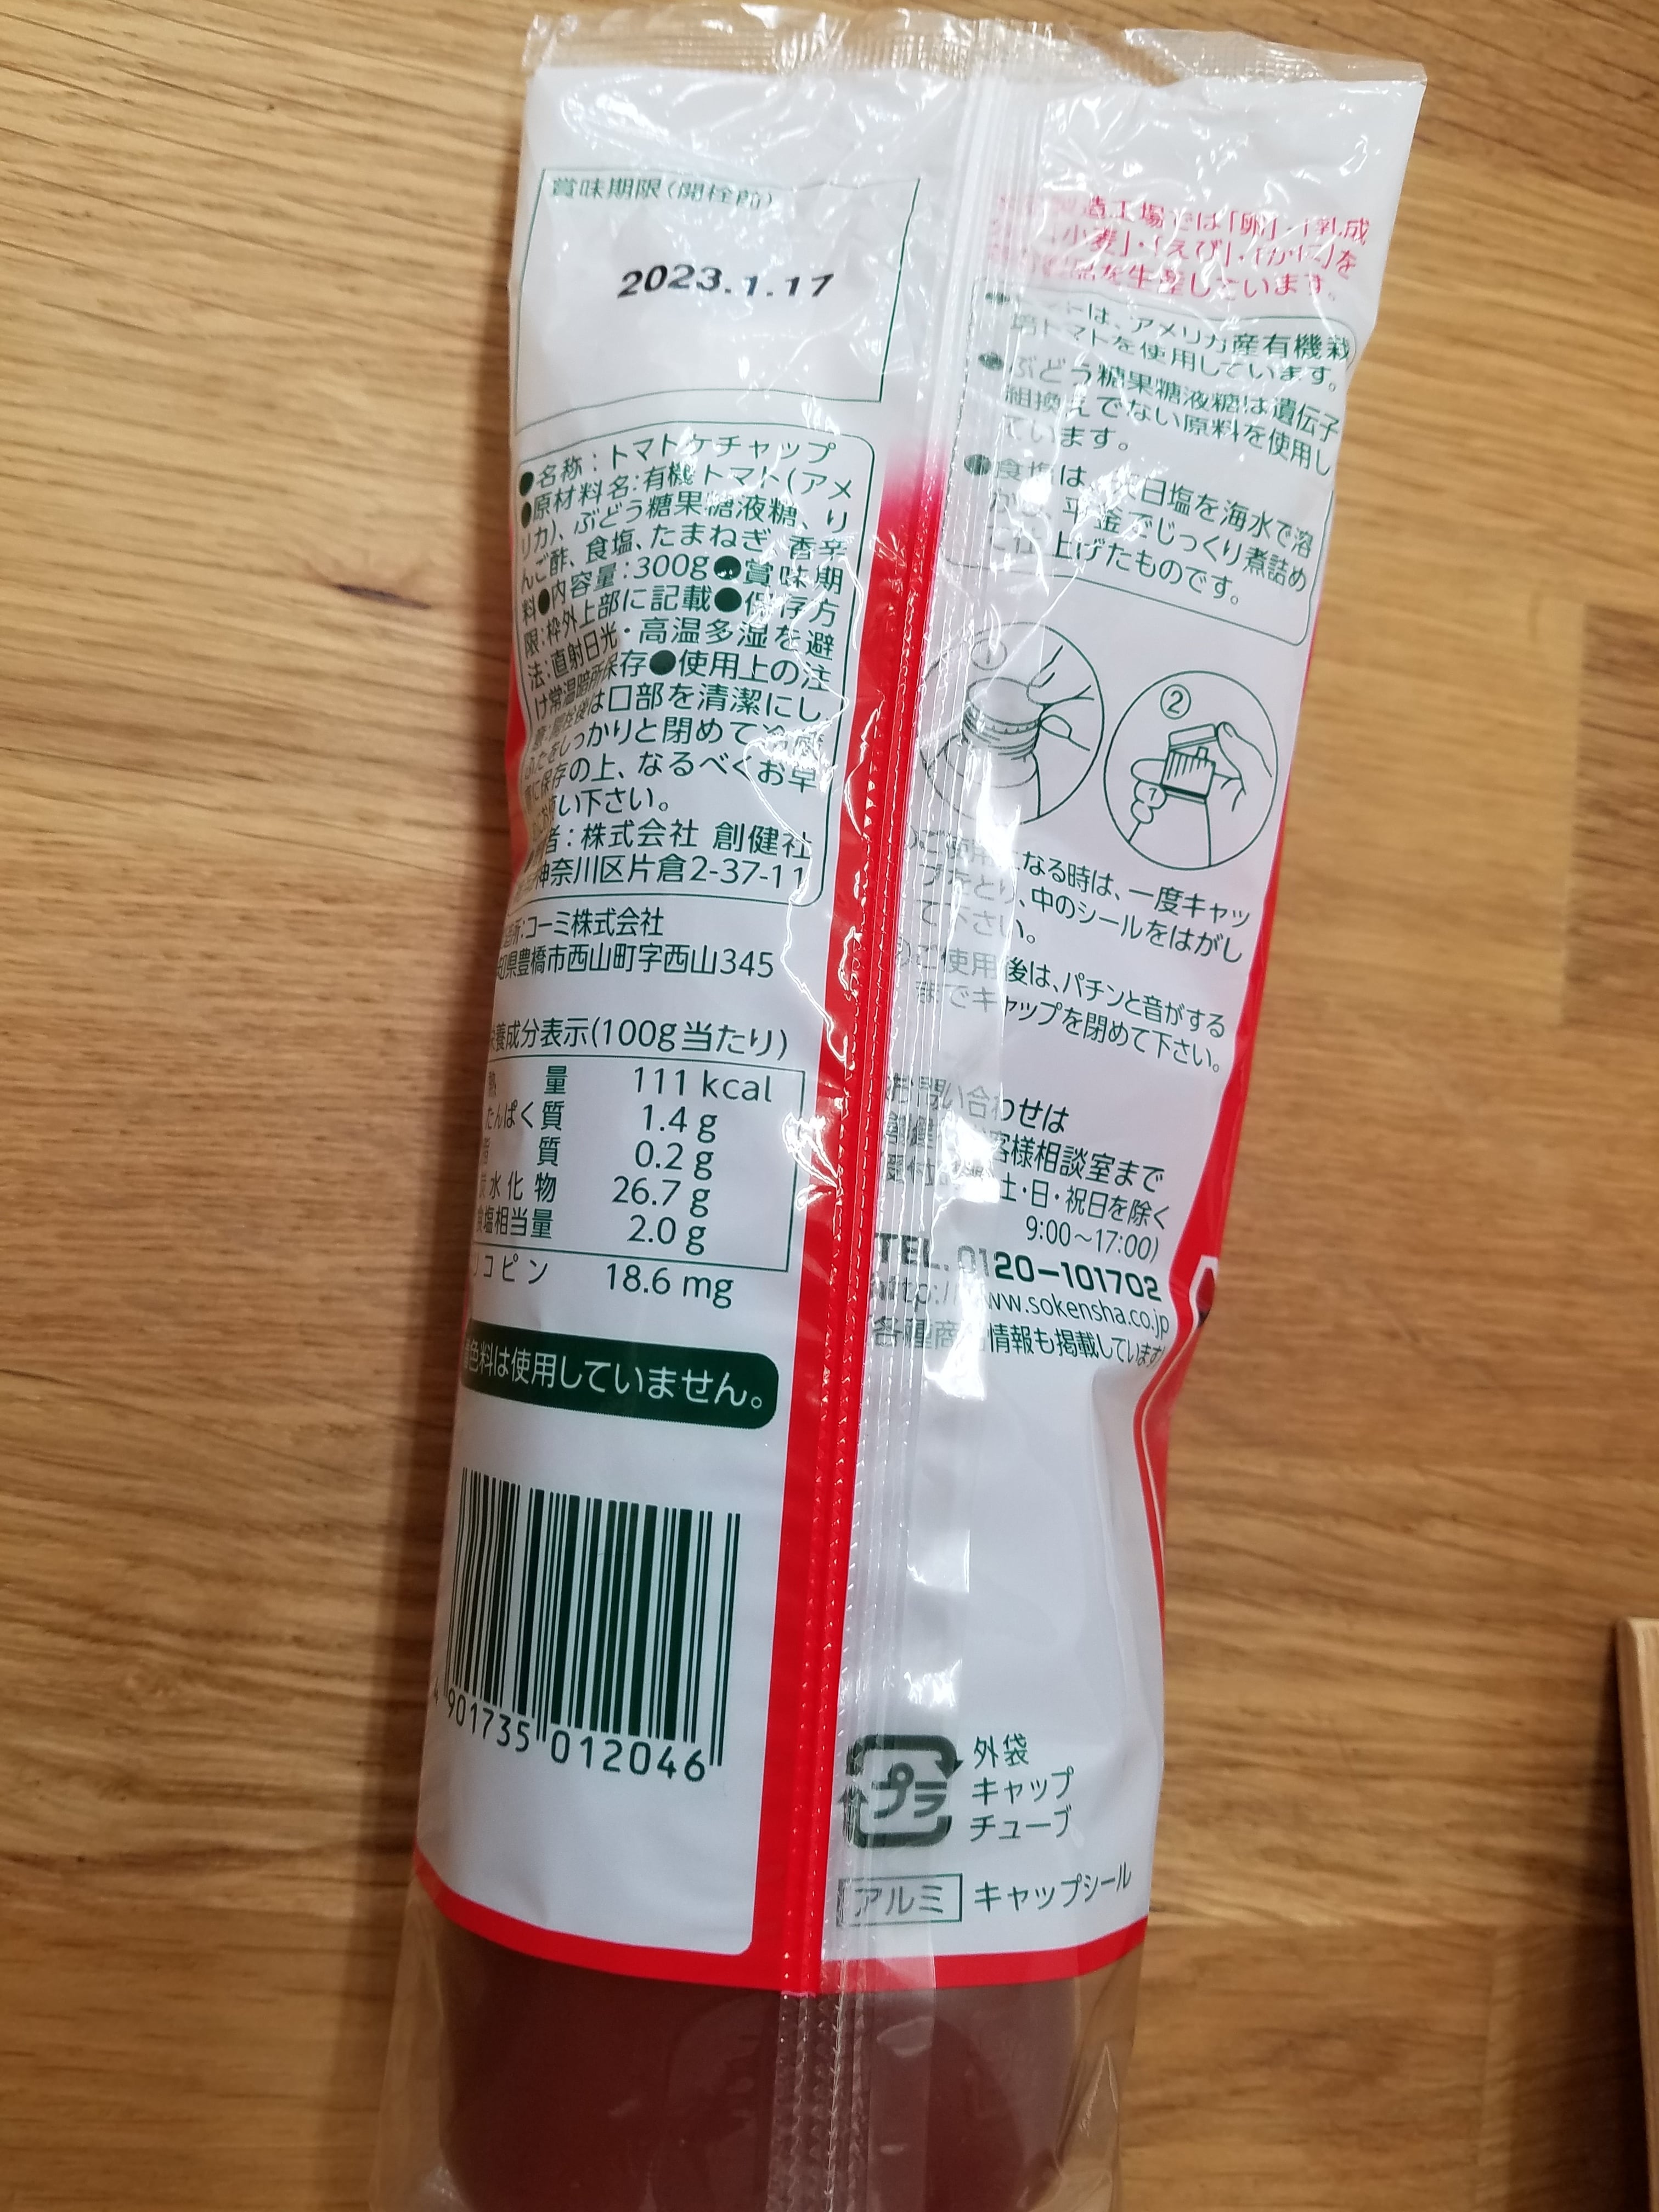 賞味期限(開栓前)
2023.1.17
●名称:トマトケチャップ
●原材料名:有機トマト(アメ
リカ)、ぶどう糖果糖液糖、り
んご酢、食塩、たまねぎ、香辛
料●内容量:300g●賞味期
限:枠外上部に記載●保存方
法:直射日光・高温多湿を避
け常温暗所保存●使用上の注
意:開栓後は口部を清潔にし、
ふたをしっかりと閉めて冷蔵
に保存の上、なるべくお早
い下さい。
者:株式会社 創健社
神奈川区片倉2-37-11
コーミ株式会社
知県豊橋市西山町字西山345
栄養成分表示(100g当たり)
熱 量 111 kcal
たんぱく質 1.4 g
脂 質 0.2 g
炭水化物 26.7 g
食塩相当量 2.0 g
リコピン 18.6 mg
着色料は使用していません。
4 901735 012046
製造工場では「卵」・「乳成
小麦」・「えび」・「かに」を
品を生産しています。
は、アメリカ産有機栽
トマトを使用しています。
●ぶどう糖果糖液糖は遺伝子
組換えでない原料を使用し
ています。
●食塩は、天日塩を海水で溶
かし、平釜でじっくり煮詰め
て仕上げたものです。
①
②
①ご使用になる時は、一度キャッ
プをとり、中のシールをはがし
て下さい。
②ご使用後は、パチンと音がする
までキャップを閉めて下さい。
お問い合わせは
創健社お客様相談室まで
土・日・祝日を除く
9:00〜17:00)
TEL. 0120-101702
http://www.sokensha.co.jp
各種商品情報も掲載しています
プラ
外袋
キャップ
チューブ
アルミ キャップシール